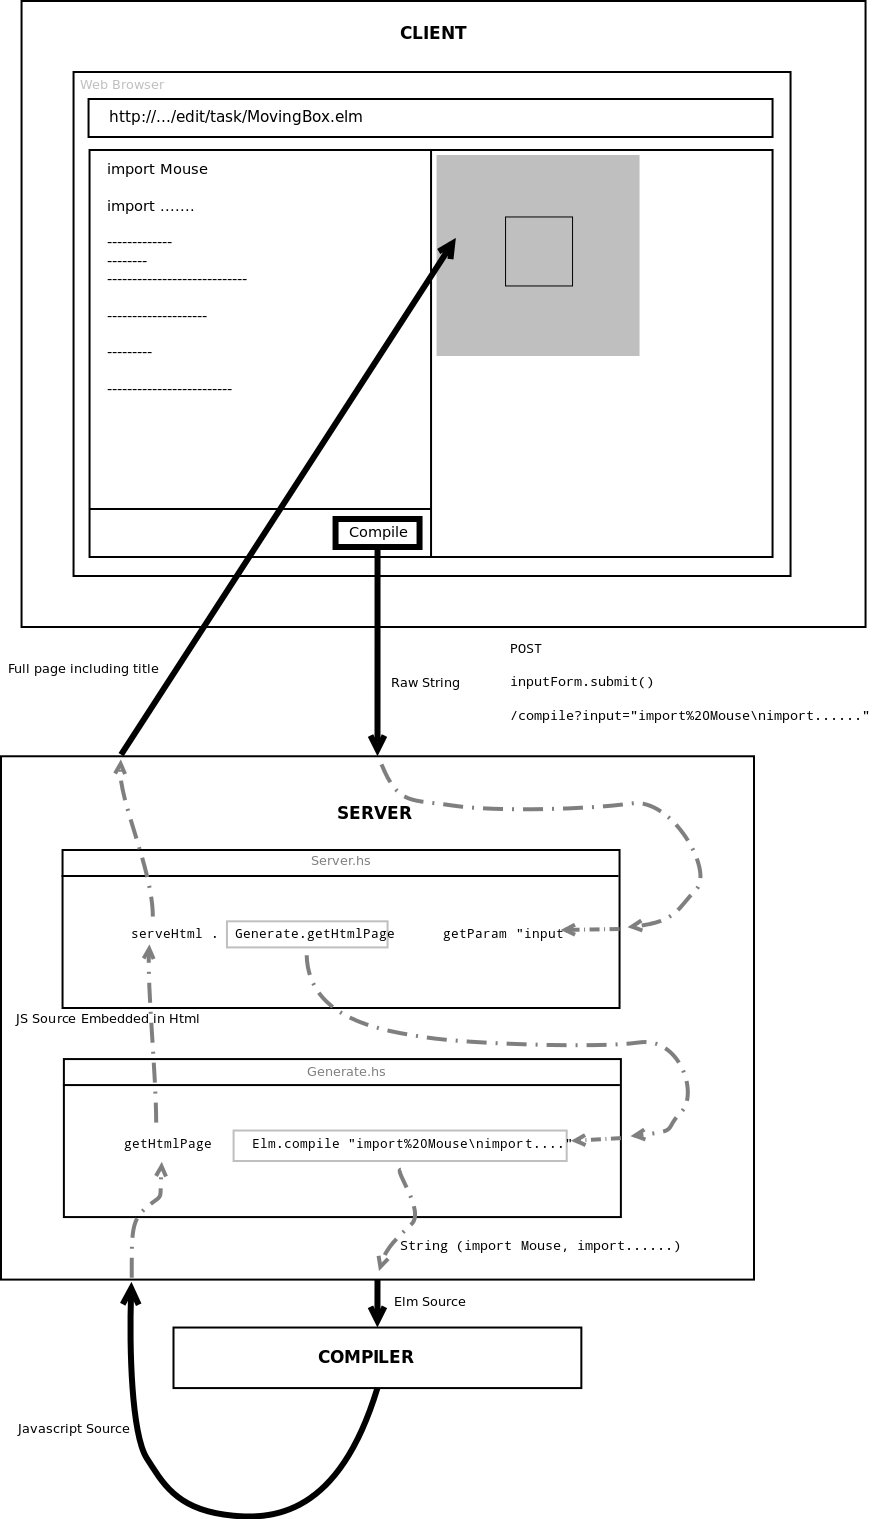 CLIENT
Web Browser
http://.../edit/task/MovingBox.elm
import Mouse
import .......
-------------
--------
----------------------------
--------------------
---------
-------------------------
Compile
Full page including title
Raw String
POST
inputForm.submit()
/compile?input="import%20Mouse\nimport......"
SERVER
Server.hs
serveHtml . Generate.getHtmlPage getParam "input
JS Source Embedded in Html
Generate.hs
getHtmlPage Elm.compile "import%20Mouse\nimport...."
String (import Mouse, import......)
Elm Source
COMPILER
Javascript Source